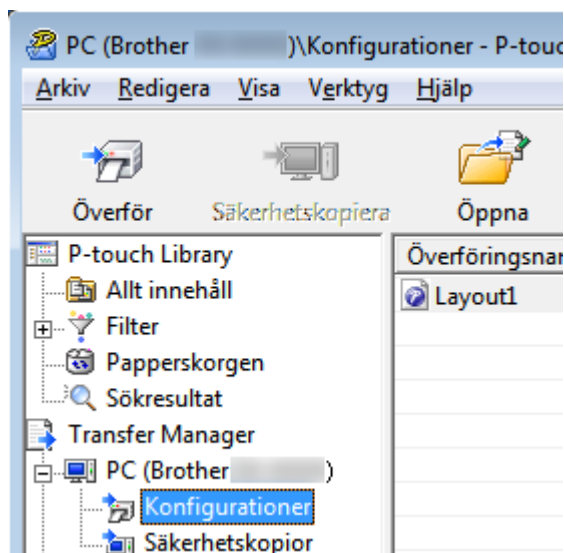 PC (Brother )\Konfigurationer - P-touc
Arkiv Redigera Visa Verktyg Hjälp
Överför Säkerhetskopiera Öppna
P-touch Library
Allt innehåll
Filter
Papperskorgen
Sökresultat
Transfer Manager
PC (Brother )
Konfigurationer
Säkerhetskopior
Överföringsnar
Layout1